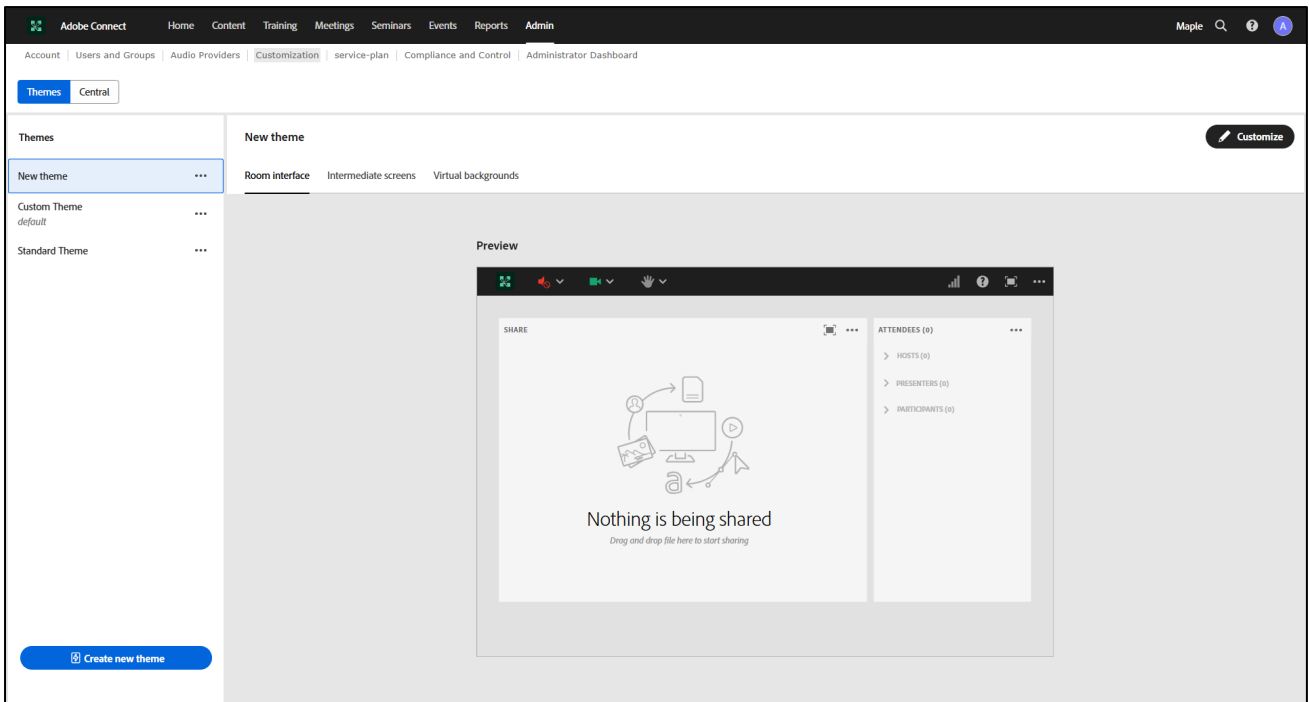 Adobe Connect Home Content Training Meetings Seminars Events Reports Admin Maple A
Account Users and Groups Audio Providers Customization service-plan Compliance and Control Administrator Dashboard
Themes Central
Themes
New theme
Custom Theme
default
Standard Theme
Create new theme
New theme
Customize
Room interface Intermediate screens Virtual backgrounds
Preview
SHARE
Nothing is being shared
Drag and drop file here to start sharing
ATTENDEES (0)
HOSTS (0)
PRESENTERS (0)
PARTICIPANTS (0)